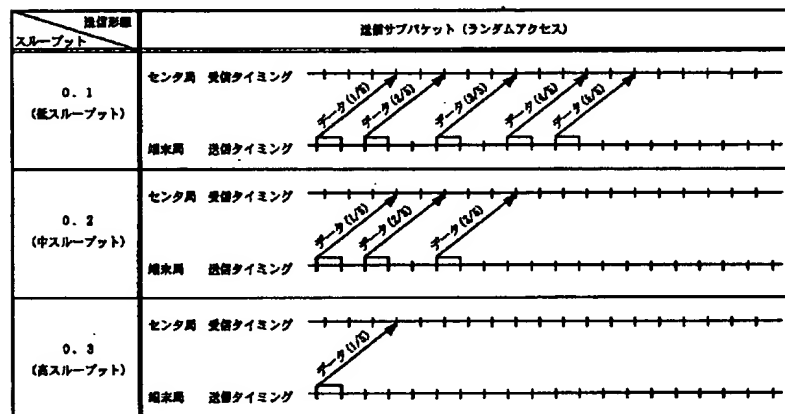 送信形態
スループット
送信サブパケット (ランダムアクセス)
0.1
(低スループット)
センタ局 受信タイミング
データ(1/5)
データ(2/5)
データ(3/5)
データ(4/5)
データ(5/5)
端末局 送信タイミング
0.2
(中スループット)
センタ局 受信タイミング
データ(1/5)
データ(2/5)
データ(3/5)
端末局 送信タイミング
0.3
(高スループット)
センタ局 受信タイミング
データ(1/5)
端末局 送信タイミング